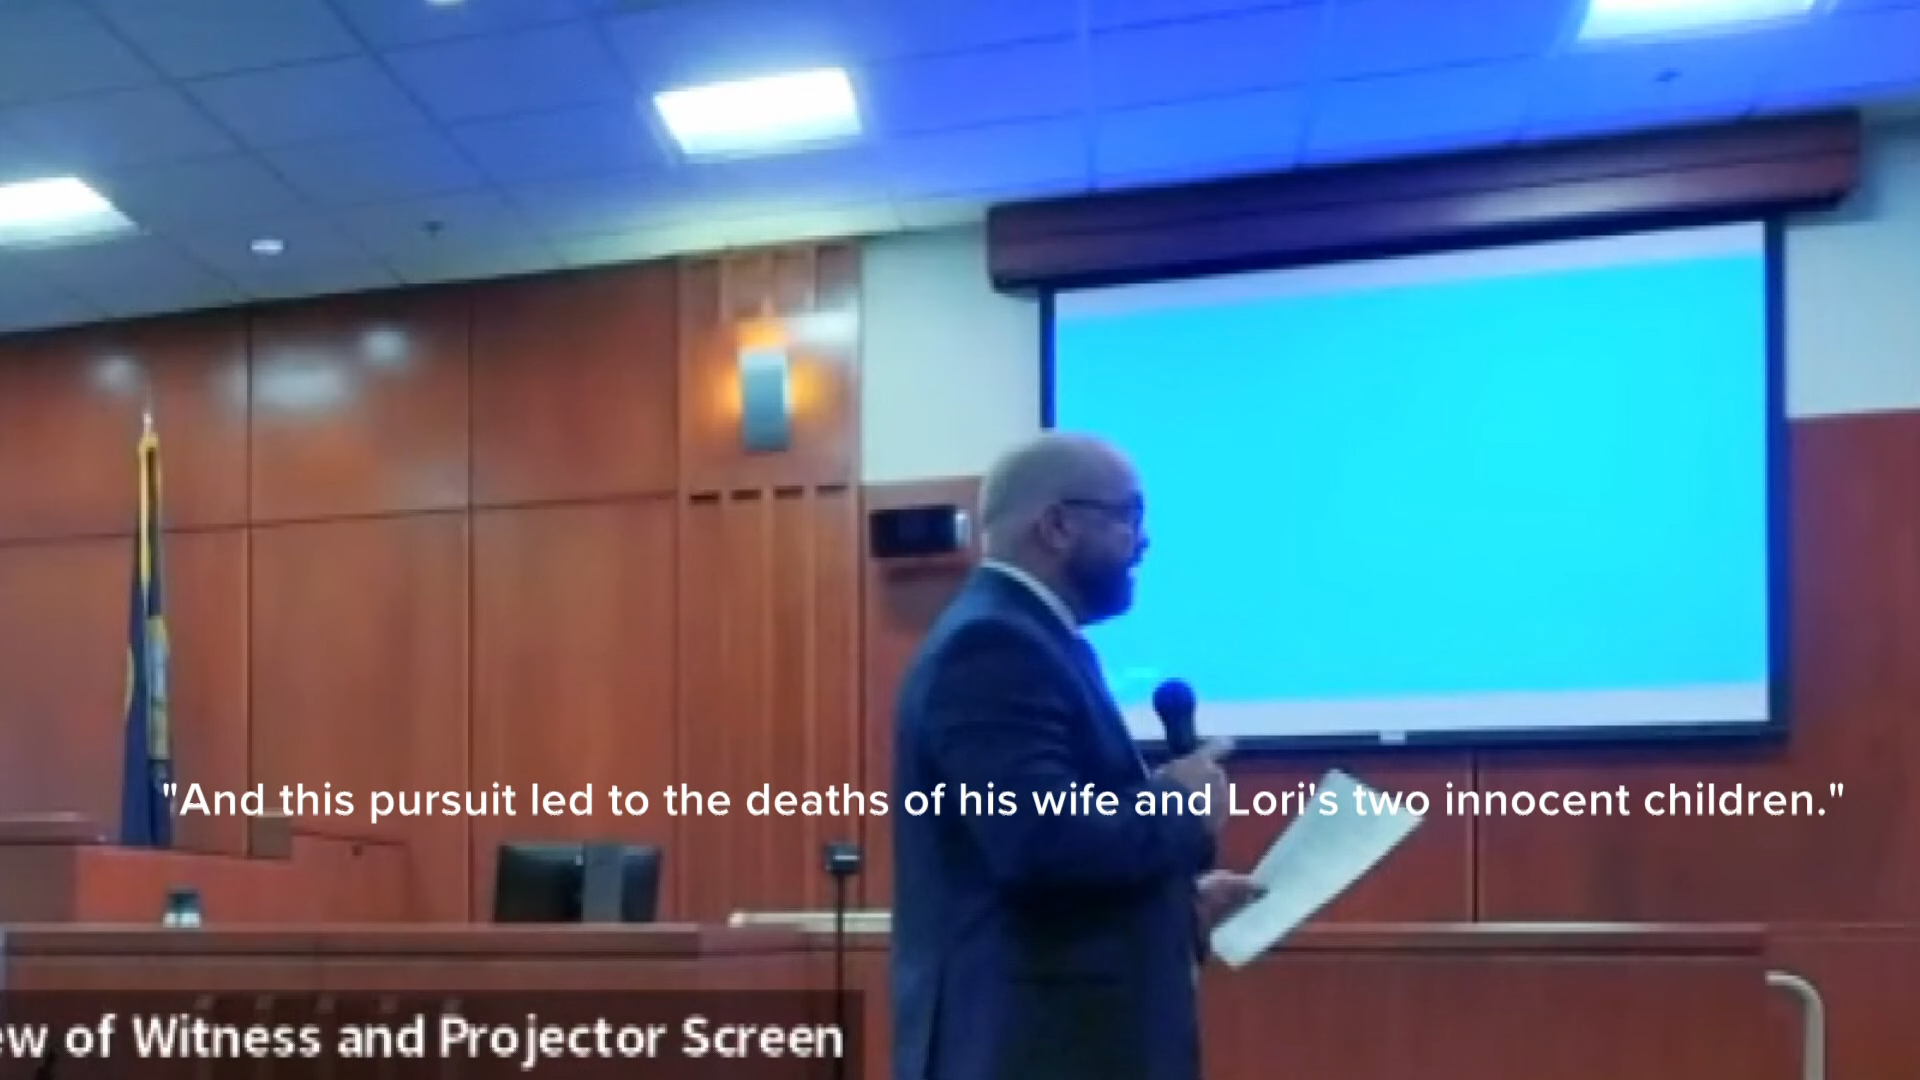 "And this pursuit led to the deaths of his wife and Lori's two innocent children."
of Witness and Projector Screen